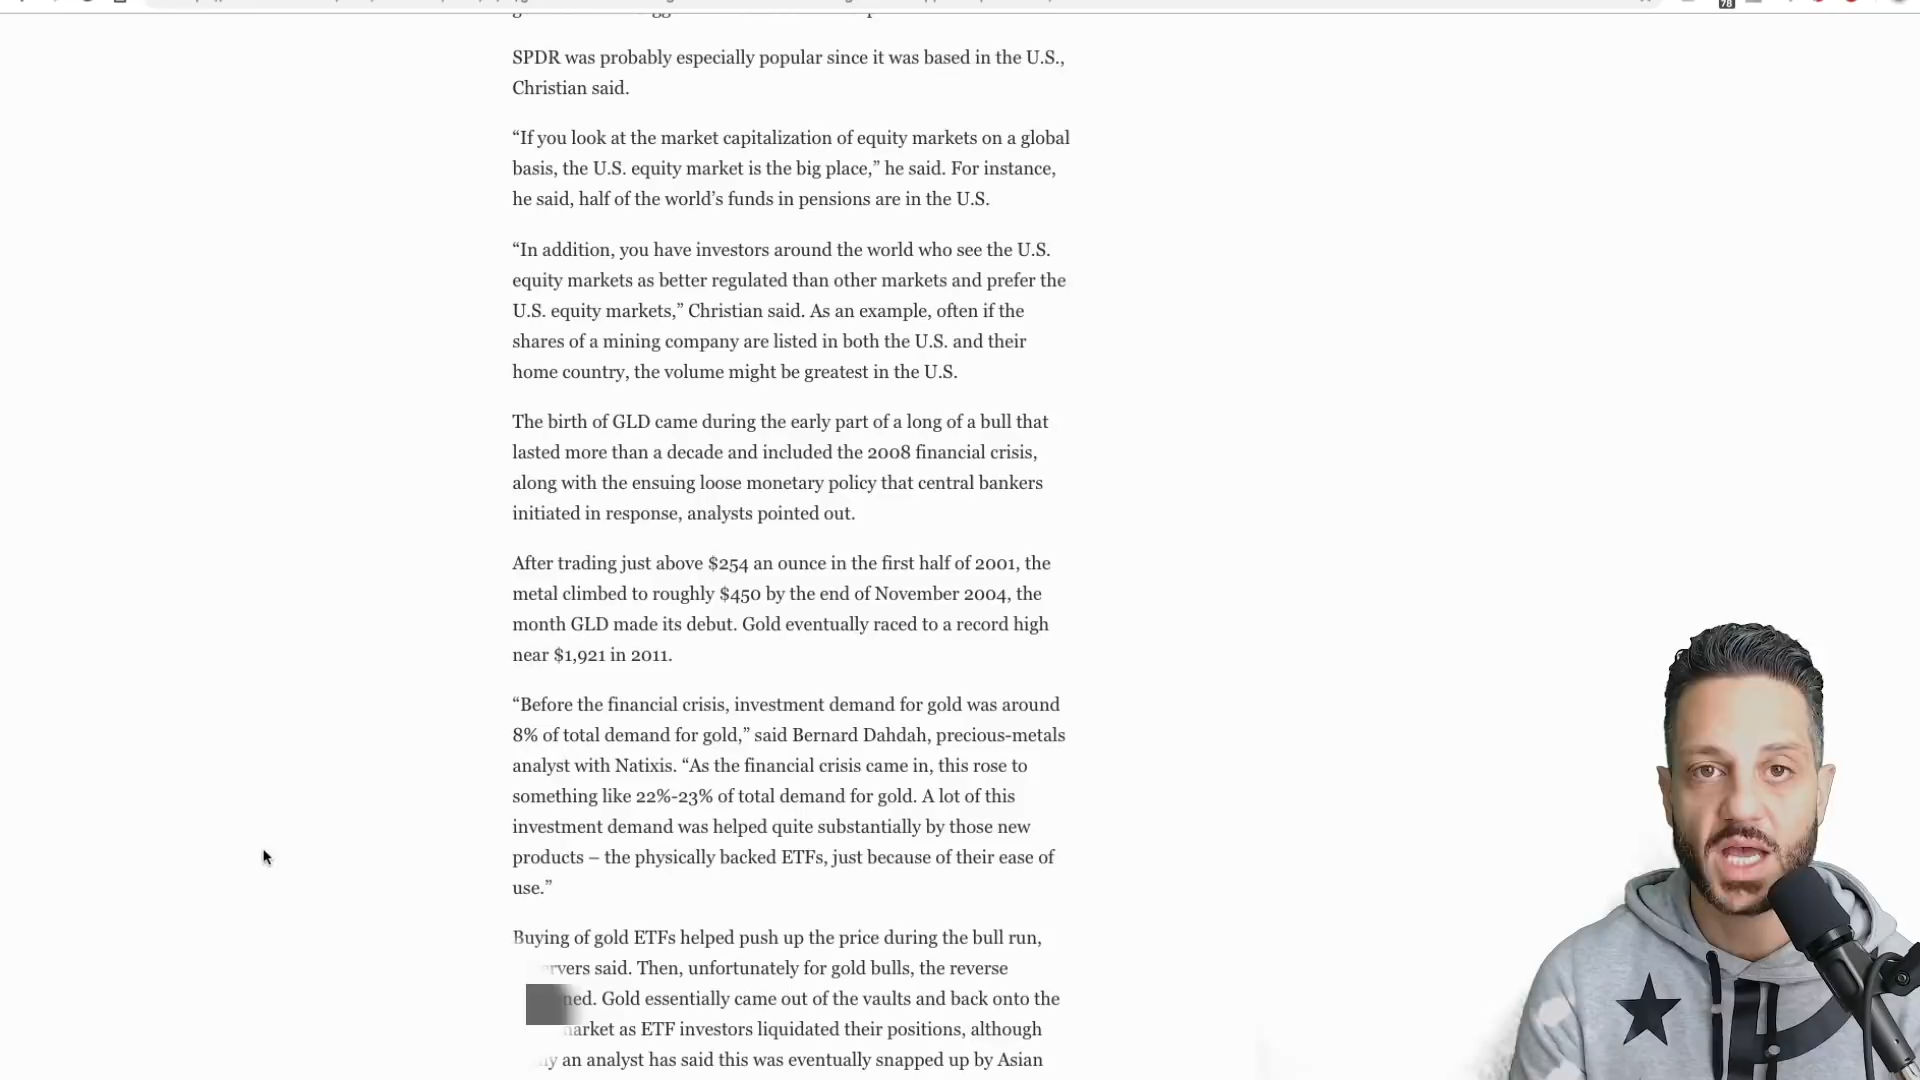 78
SPDR was probably especially popular since it was based in the U.S.,
Christian said.
“If you look at the market capitalization of equity markets on a global
basis, the U.S. equity market is the big place,” he said. For instance,
he said, half of the world’s funds in pensions are in the U.S.
“In addition, you have investors around the world who see the U.S.
equity markets as better regulated than other markets and prefer the
U.S. equity markets,” Christian said. As an example, often if the
shares of a mining company are listed in both the U.S. and their
home country, the volume might be greatest in the U.S.
The birth of GLD came during the early part of a long of a bull that
lasted more than a decade and included the 2008 financial crisis,
along with the ensuing loose monetary policy that central bankers
initiated in response, analysts pointed out.
After trading just above $254 an ounce in the first half of 2001, the
metal climbed to roughly $450 by the end of November 2004, the
month GLD made its debut. Gold eventually raced to a record high
near $1,921 in 2011.
“Before the financial crisis, investment demand for gold was around
8% of total demand for gold,” said Bernard Dahdah, precious-metals
analyst with Natixis. “As the financial crisis came in, this rose to
something like 22%-23% of total demand for gold. A lot of this
investment demand was helped quite substantially by those new
products – the physically backed ETFs, just because of their ease of
use.”
Buying of gold ETFs helped push up the price during the bull run,
said. Then, unfortunately for gold bulls, the reverse
Gold essentially came out of the vaults and back onto the
as ETF investors liquidated their positions, although
an analyst has said this was eventually snapped up by Asian